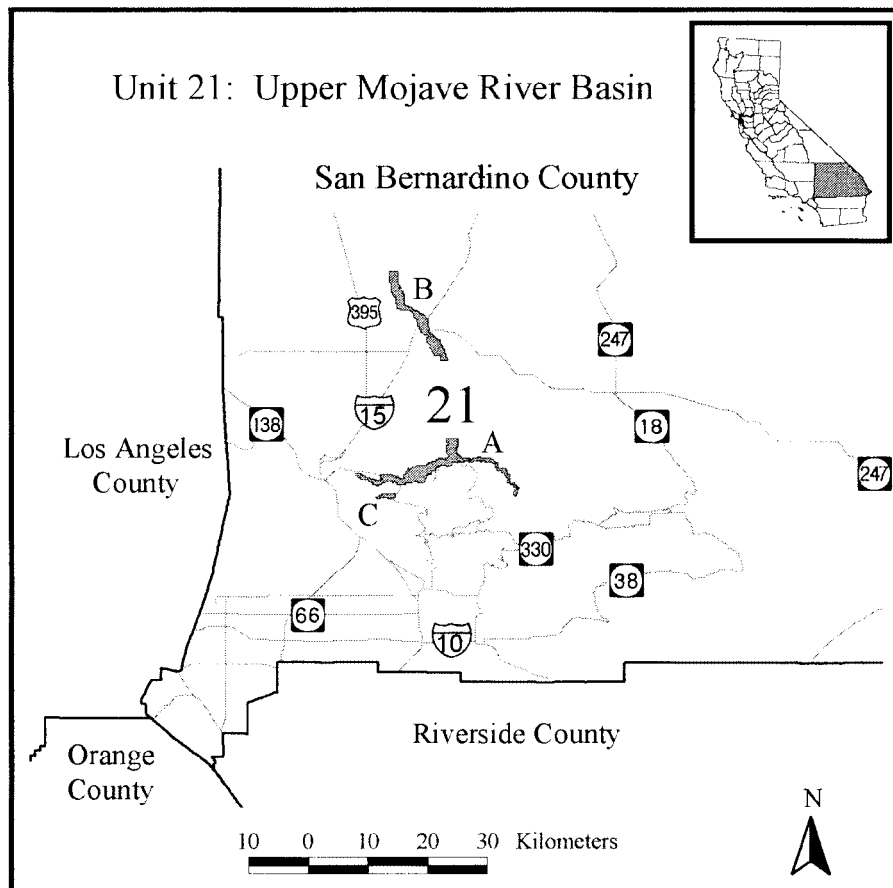 Unit 21: Upper Mojave River Basin
San Bernardino County
B
395
247
15
21
138
18
A
Los Angeles
County
247
C
330
38
66
10
Riverside County
Orange
County
N
10 0 10 20 30 Kilometers